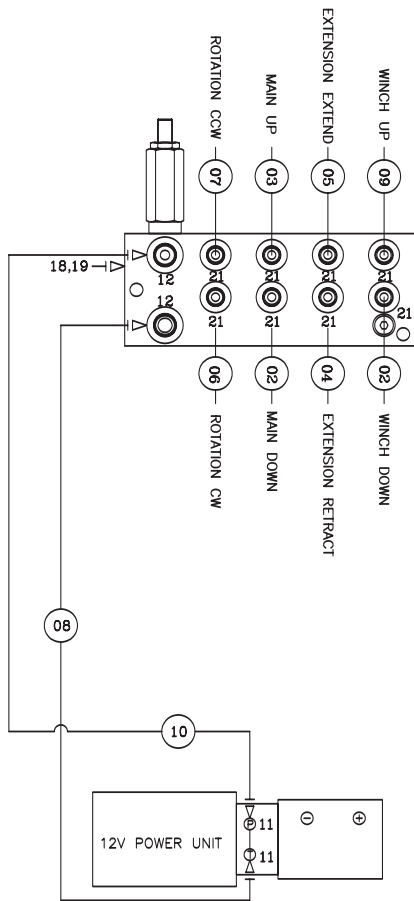 ROTATION CCW
MAIN UP
EXTENSION EXTEND
WINCH UP
07
03
05
09
18,19
12
21
21
21
21
12
21
21
21
21
06
02
04
02
ROTATION CW
MAIN DOWN
EXTENSION RETRACT
WINCH DOWN
08
10
12V POWER UNIT
P 11
T 11
- +